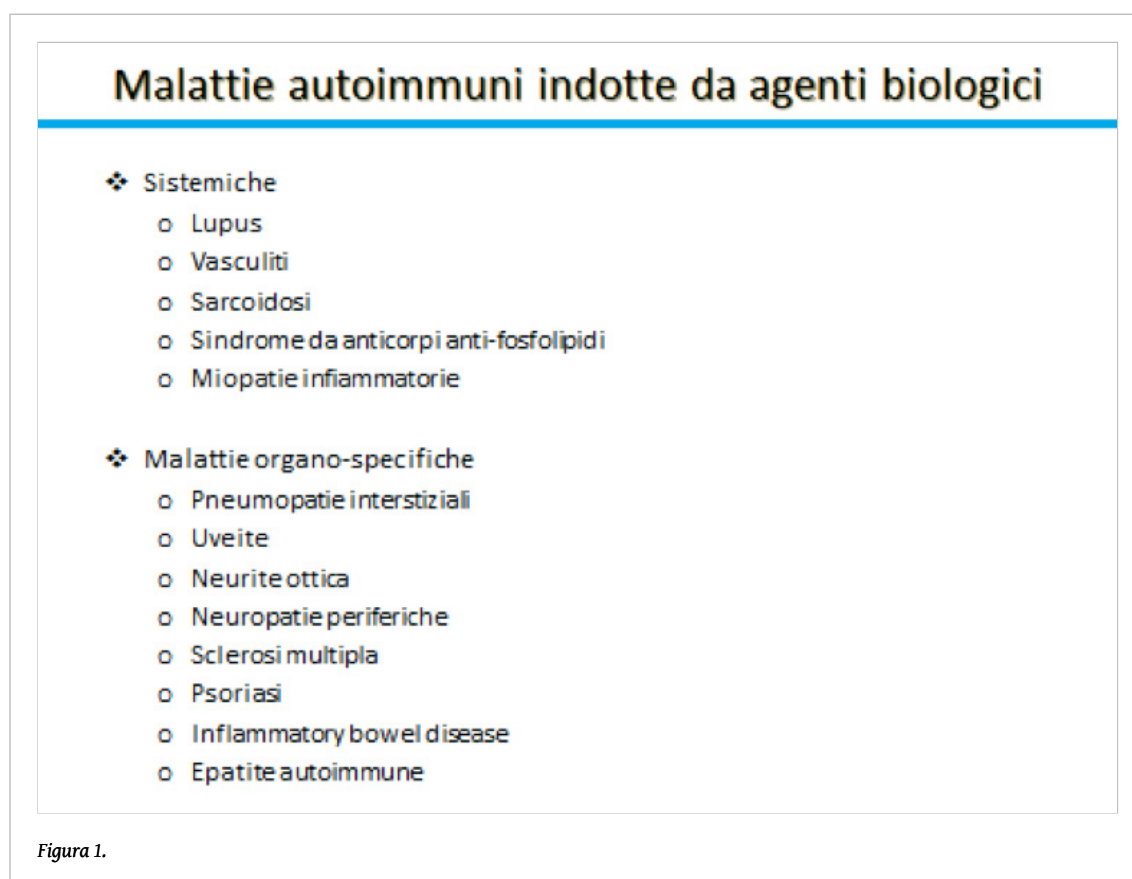 Malattie autoimmuni indotte da agenti biologici
❖ Sistemiche
o Lupus
o Vasculiti
o Sarcoidosi
o Sindrome da anticorpi anti-fosfolipidi
o Miopatie infiammatorie
❖ Malattie organo-specifiche
o Pneumopatie interstiziali
o Uveite
o Neurite ottica
o Neuropatie periferiche
o Sclerosi multipla
o Psoriasi
o Inflammatory bowel disease
o Epatite autoimmune
Figura 1.